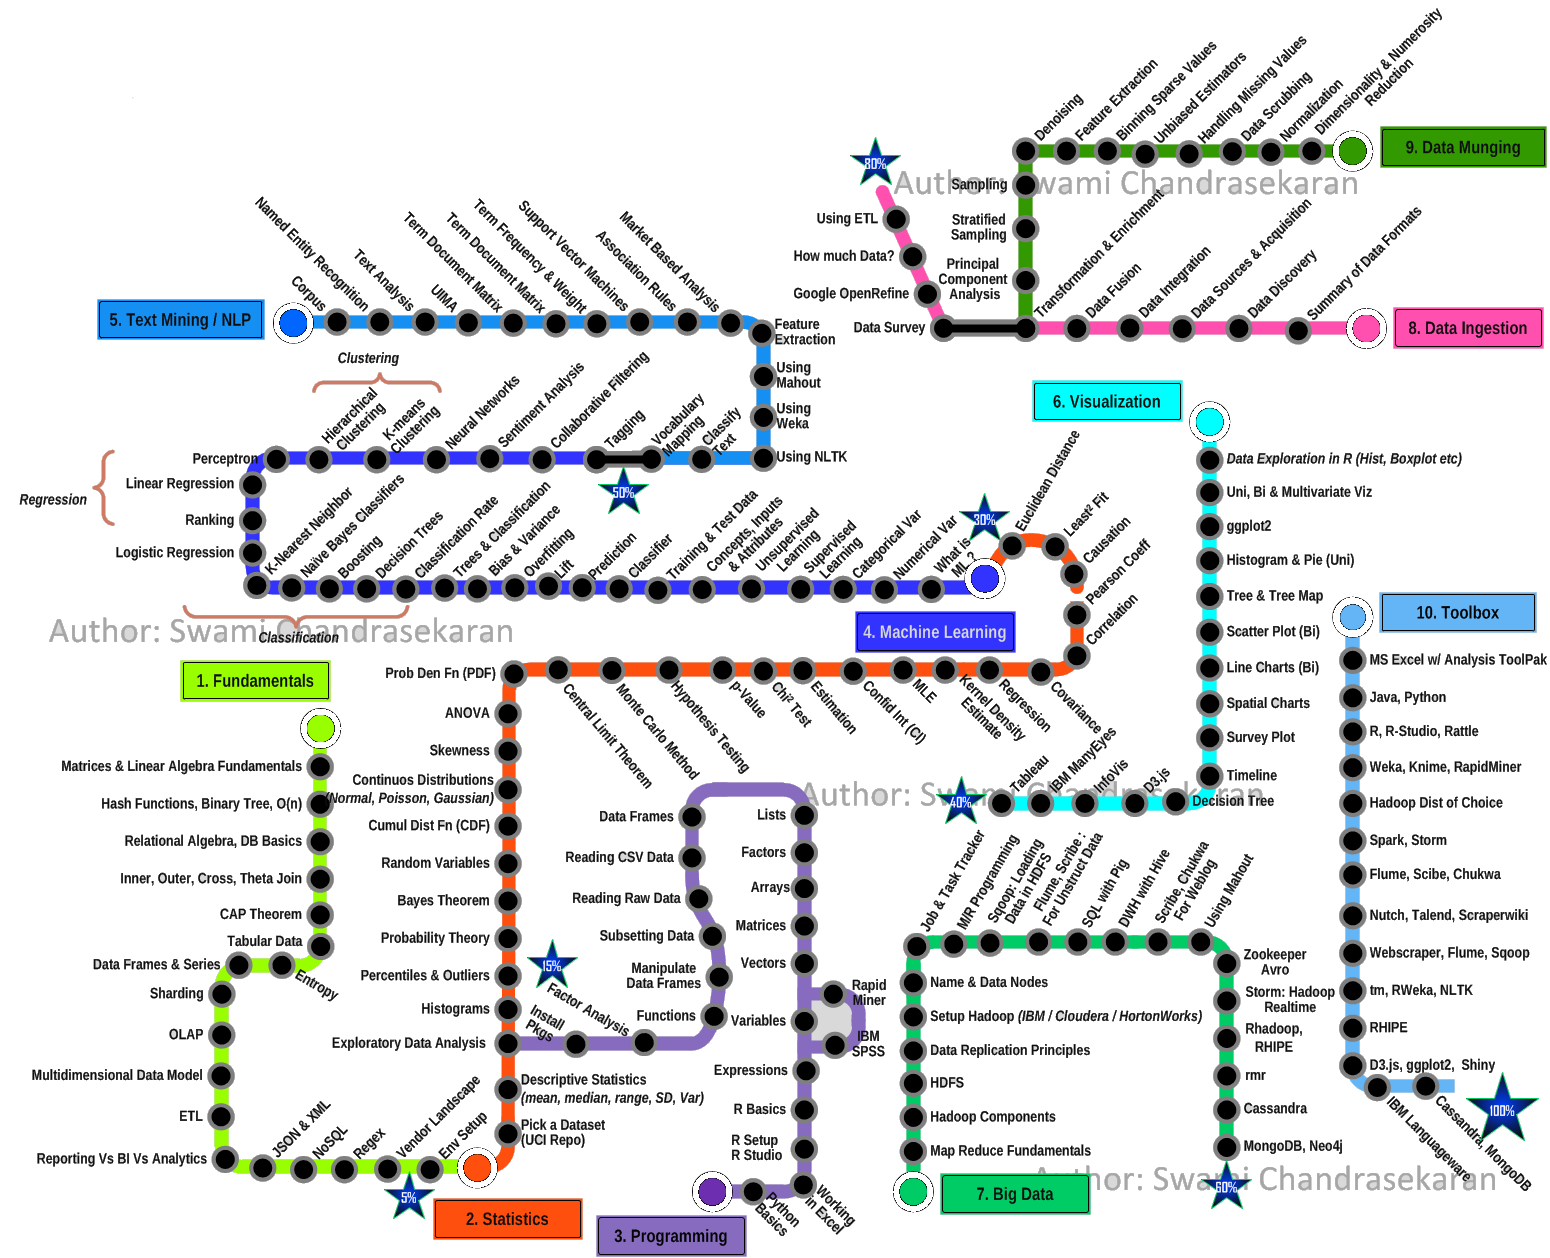 9. Data Munging
Denoising
Feature Extraction
Binning Sparse Values
Unbiased Estimators
Handling Missing Values
Data Scrubbing
Normalization
Dimensionality & Numerosity
Reduction
80%
Author: Swami Chandrasekaran
Sampling
Stratified
Sampling
Principal
Component
Analysis
Using ETL
How much Data?
Google OpenRefine
Data Survey
Transformation & Enrichment
Data Fusion
Data Integration
Data Sources & Acquisition
Data Discovery
Summary of Data Formats
8. Data Ingestion
5. Text Mining / NLP
Corpus
Named Entity Recognition
Text Analysis
UIMA
Term Document Matrix
Term Document Matrix
Term Frequency & Weight
Support Vector Machines
Association Rules
Market Based Analysis
Feature
Extraction
Using
Mahout
Using
Weka
Using NLTK
Classify
Text
Vocabulary
Mapping
50%
Tagging
Collaborative Filtering
Sentiment Analysis
Neural Networks
Clustering
K-means
Clustering
Hierarchical
Clustering
Perceptron
Regression
Linear Regression
Ranking
Logistic Regression
K-Nearest Neighbor
Naive Bayes Classifiers
Boosting
Decision Trees
Classification Rate
Trees & Classification
Bias & Variance
Overfitting
Lift
Prediction
Classifier
Training & Test Data
Concepts, Inputs
& Attributes
Unsupervised
Learning
Supervised
Learning
Categorical Var
Numerical Var
What is
ML?
30%
Classification
Author: Swami Chandrasekaran
4. Machine Learning
Euclidean Distance
Least² Fit
Causation
Pearson Coeff
Correlation
Covariance
Regression
Kernel Density
Estimate
MLE
Confid Int (CI)
Estimation
Chi² Test
p-Value
Hypothesis Testing
Monte Carlo Method
Central Limit Theorem
Prob Den Fn (PDF)
ANOVA
Skewness
Continuos Distributions
(Normal, Poisson, Gaussian)
Cumul Dist Fn (CDF)
Random Variables
Bayes Theorem
Probability Theory
Percentiles & Outliers
Histograms
Exploratory Data Analysis
Descriptive Statistics
(mean, median, range, SD, Var)
Pick a Dataset
(UCI Repo)
2. Statistics
1. Fundamentals
Matrices & Linear Algebra Fundamentals
Hash Functions, Binary Tree, O(n)
Relational Algebra, DB Basics
Inner, Outer, Cross, Theta Join
CAP Theorem
Tabular Data
Entropy
Data Frames & Series
Sharding
OLAP
Multidimensional Data Model
ETL
Reporting Vs BI Vs Analytics
JSON & XML
NoSQL
Regex
Vendor Landscape
Env Setup
5%
15%
Install
Pkgs
Factor Analysis
Functions
Manipulate
Data Frames
Subsetting Data
Reading Raw Data
Reading CSV Data
Data Frames
Lists
Factors
Arrays
Matrices
Vectors
Variables
Rapid
Miner
IBM
SPSS
Expressions
R Basics
R Setup
R Studio
Working
in Excel
Python
Basics
3. Programming
6. Visualization
Data Exploration in R (Hist, Boxplot etc)
Uni, Bi & Multivariate Viz
ggplot2
Histogram & Pie (Uni)
Tree & Tree Map
Scatter Plot (Bi)
Line Charts (Bi)
Spatial Charts
Survey Plot
Timeline
Decision Tree
D3.js
InfoVis
IBM ManyEyes
Tableau
40%
Author: Swami Chandrasekaran
Job & Task Tracker
M/R Programming
Sqoop: Loading
Data in HDFS
Flume, Scribe :
For Unstruct Data
SQL with Pig
DWH with Hive
Scribe, Chukwa
For Weblog
Using Mahout
Name & Data Nodes
Setup Hadoop (IBM / Cloudera / HortonWorks)
Data Replication Principles
HDFS
Hadoop Components
Map Reduce Fundamentals
7. Big Data
Zookeeper
Avro
Storm: Hadoop
Realtime
Rhadoop,
RHIPE
rmr
Cassandra
MongoDB, Neo4j
60%
Author: Swami Chandrasekaran
10. Toolbox
MS Excel w/ Analysis ToolPak
Java, Python
R, R-Studio, Rattle
Weka, Knime, RapidMiner
Hadoop Dist of Choice
Spark, Storm
Flume, Scibe, Chukwa
Nutch, Talend, Scraperwiki
Webscraper, Flume, Sqoop
tm, RWeka, NLTK
RHIPE
D3.js, ggplot2, Shiny
IBM Languageware
Cassandra, MongoDB
100%